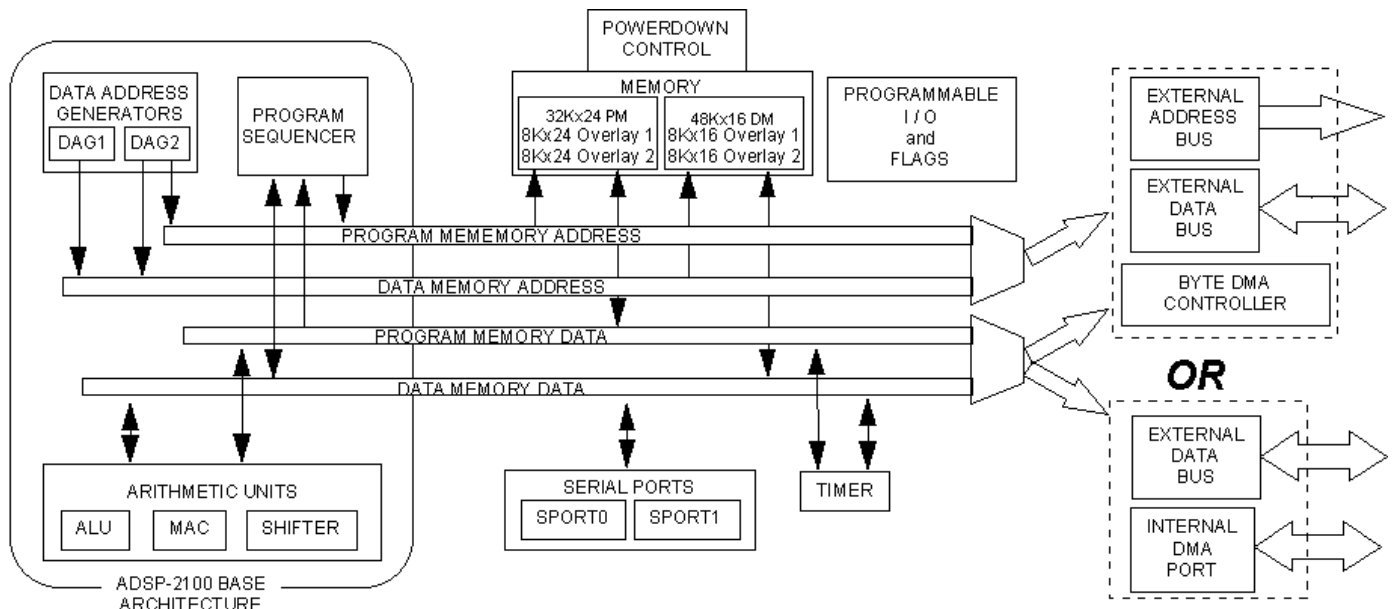 POWERDOWN
CONTROL
DATA ADDRESS
GENERATORS
DAG1
DAG2
PROGRAM
SEQUENCER
MEMORY
32Kx24 PM
8Kx24 Overlay 1
8Kx24 Overlay 2
48Kx16 DM
8Kx16 Overlay 1
8Kx16 Overlay 2
PROGRAMMABLE
I / O
and
FLAGS
EXTERNAL
ADDRESS
BUS
EXTERNAL
DATA
BUS
BYTE DMA
CONTROLLER
PROGRAM MEMEMORY ADDRESS
DATA MEMORY ADDRESS
PROGRAM MEMORY DATA
DATA MEMORY DATA
OR
ARITHMETIC UNITS
ALU
MAC
SHIFTER
SERIAL PORTS
SPORT0
SPORT1
TIMER
EXTERNAL
DATA
BUS
INTERNAL
DMA
PORT
ADSP-2100 BASE
ARCHITECTURE